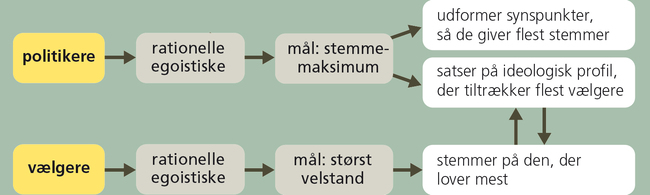 politikere
rationelle
egoistiske
mål: stemme-
maksimum
udformer synspunkter,
så de giver flest stemmer
satser på ideologisk profil,
der tiltrækker flest vælgere
vælgere
rationelle
egoistiske
mål: størst
velstand
stemmer på den, der
lover mest